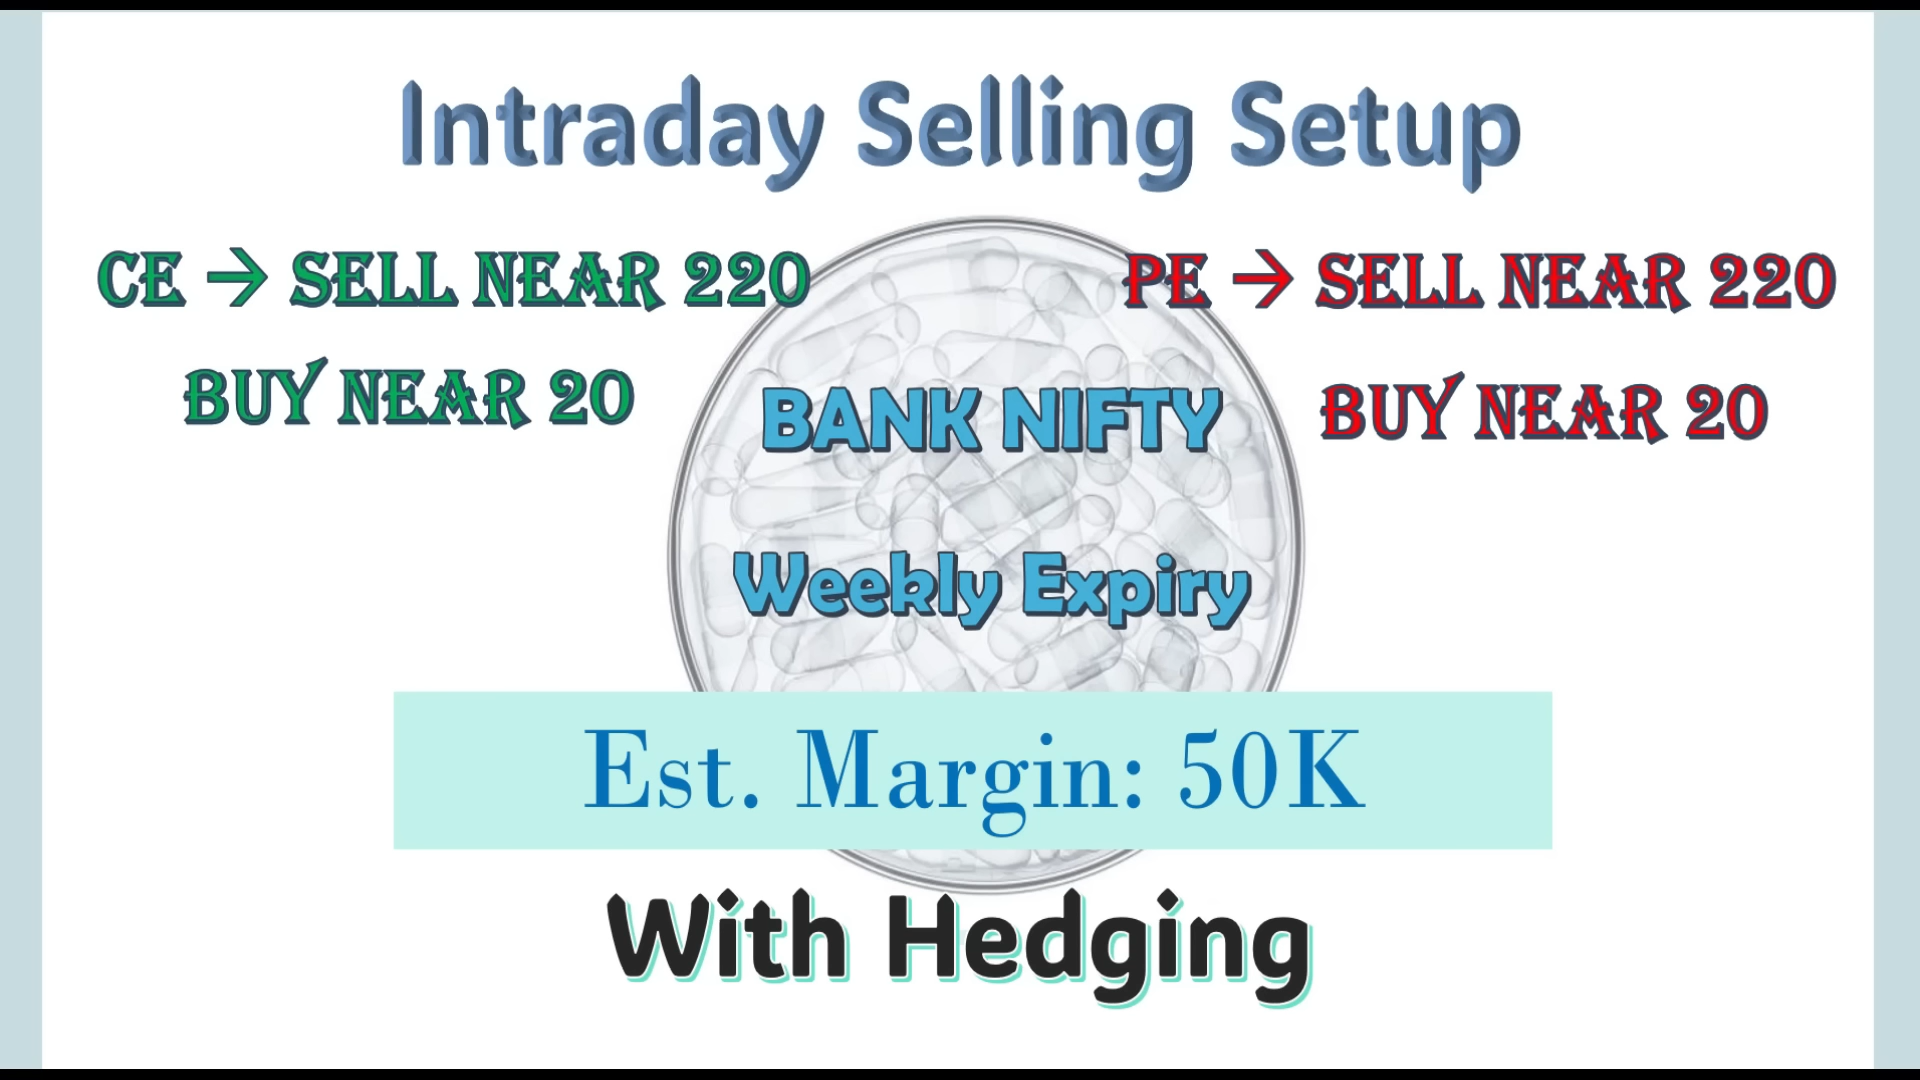 Intraday Selling Setup
CE → SELL NEAR 220
BUY NEAR 20
PE → SELL NEAR 220
BUY NEAR 20
BANK NIFTY
Weekly Expiry
Est. Margin: 50K
With Hedging